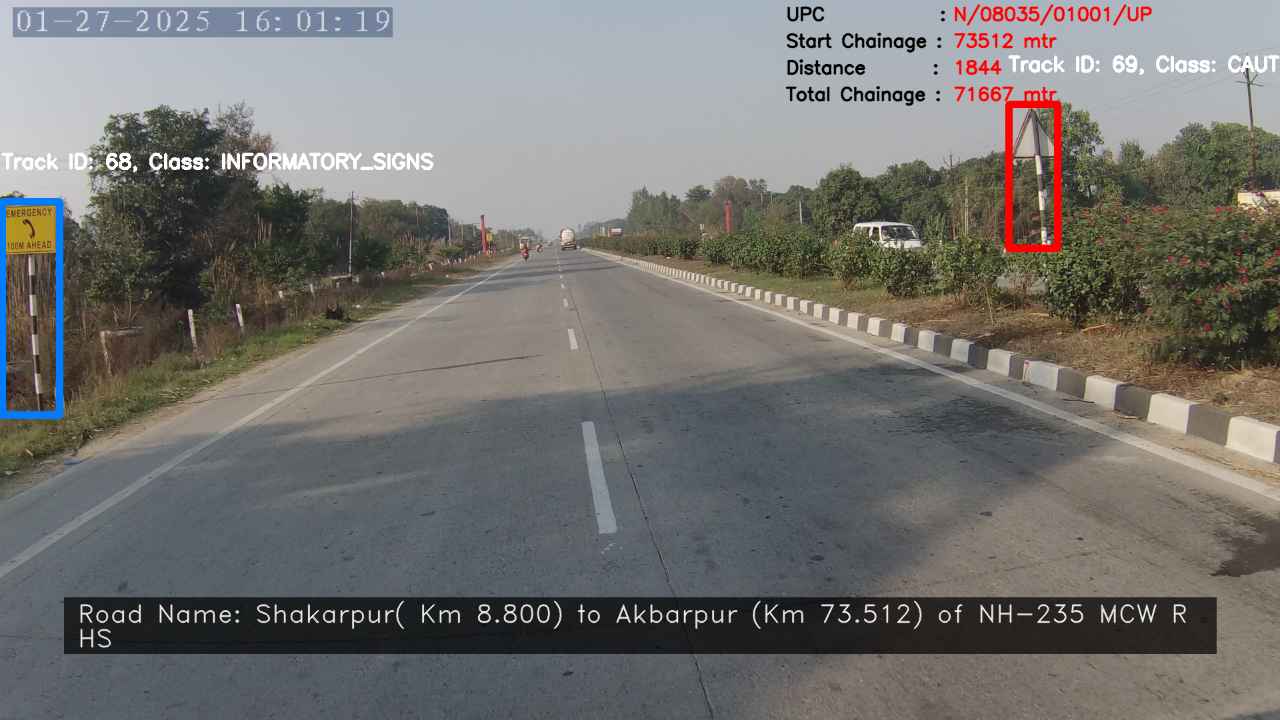 01-27-2025 16:01:19
UPC : N/08035/01001/UP
Start Chainage : 73512 mtr
Distance : 1844
Track ID: 69, Class: CAUT
Total Chainage : 71667 mtr
Track ID: 68, Class: INFORMATORY_SIGNS
EMERGENCY
100M AHEAD
Road Name: Shakarpur( Km 8.800) to Akbarpur (Km 73.512) of NH-235 MCW R
HS